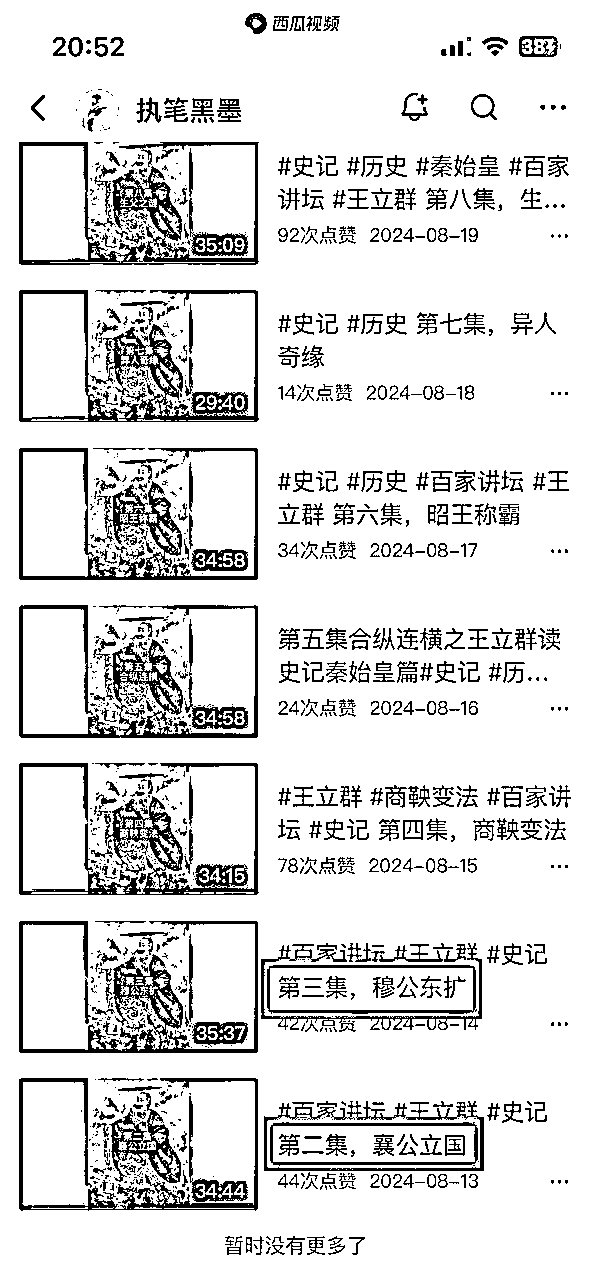 西瓜视频
20:52
38
执笔黑墨
#史记 #历史 #秦始皇 #百家
讲坛 #王立群 第八集，生...
92次点赞 2024-08-19
35:09
#史记 #历史 第七集，异人
奇缘
14次点赞 2024-08-18
29:40
#史记 #历史 #百家讲坛 #王
立群 第六集，昭王称霸
34次点赞 2024-08-17
34:58
第五集合纵连横之王立群读
史记秦始皇篇#史记 #历...
24次点赞 2024-08-16
34:58
#王立群 #商鞅变法 #百家讲
坛 #史记 第四集，商鞅变法
78次点赞 2024-08-15
34:15
#百家讲坛 #王立群 #史记
第三集，穆公东扩
42次点赞 2024-08-14
35:37
#百家讲坛 #王立群 #史记
第二集，襄公立国
44次点赞 2024-08-13
34:44
暂时没有更多了